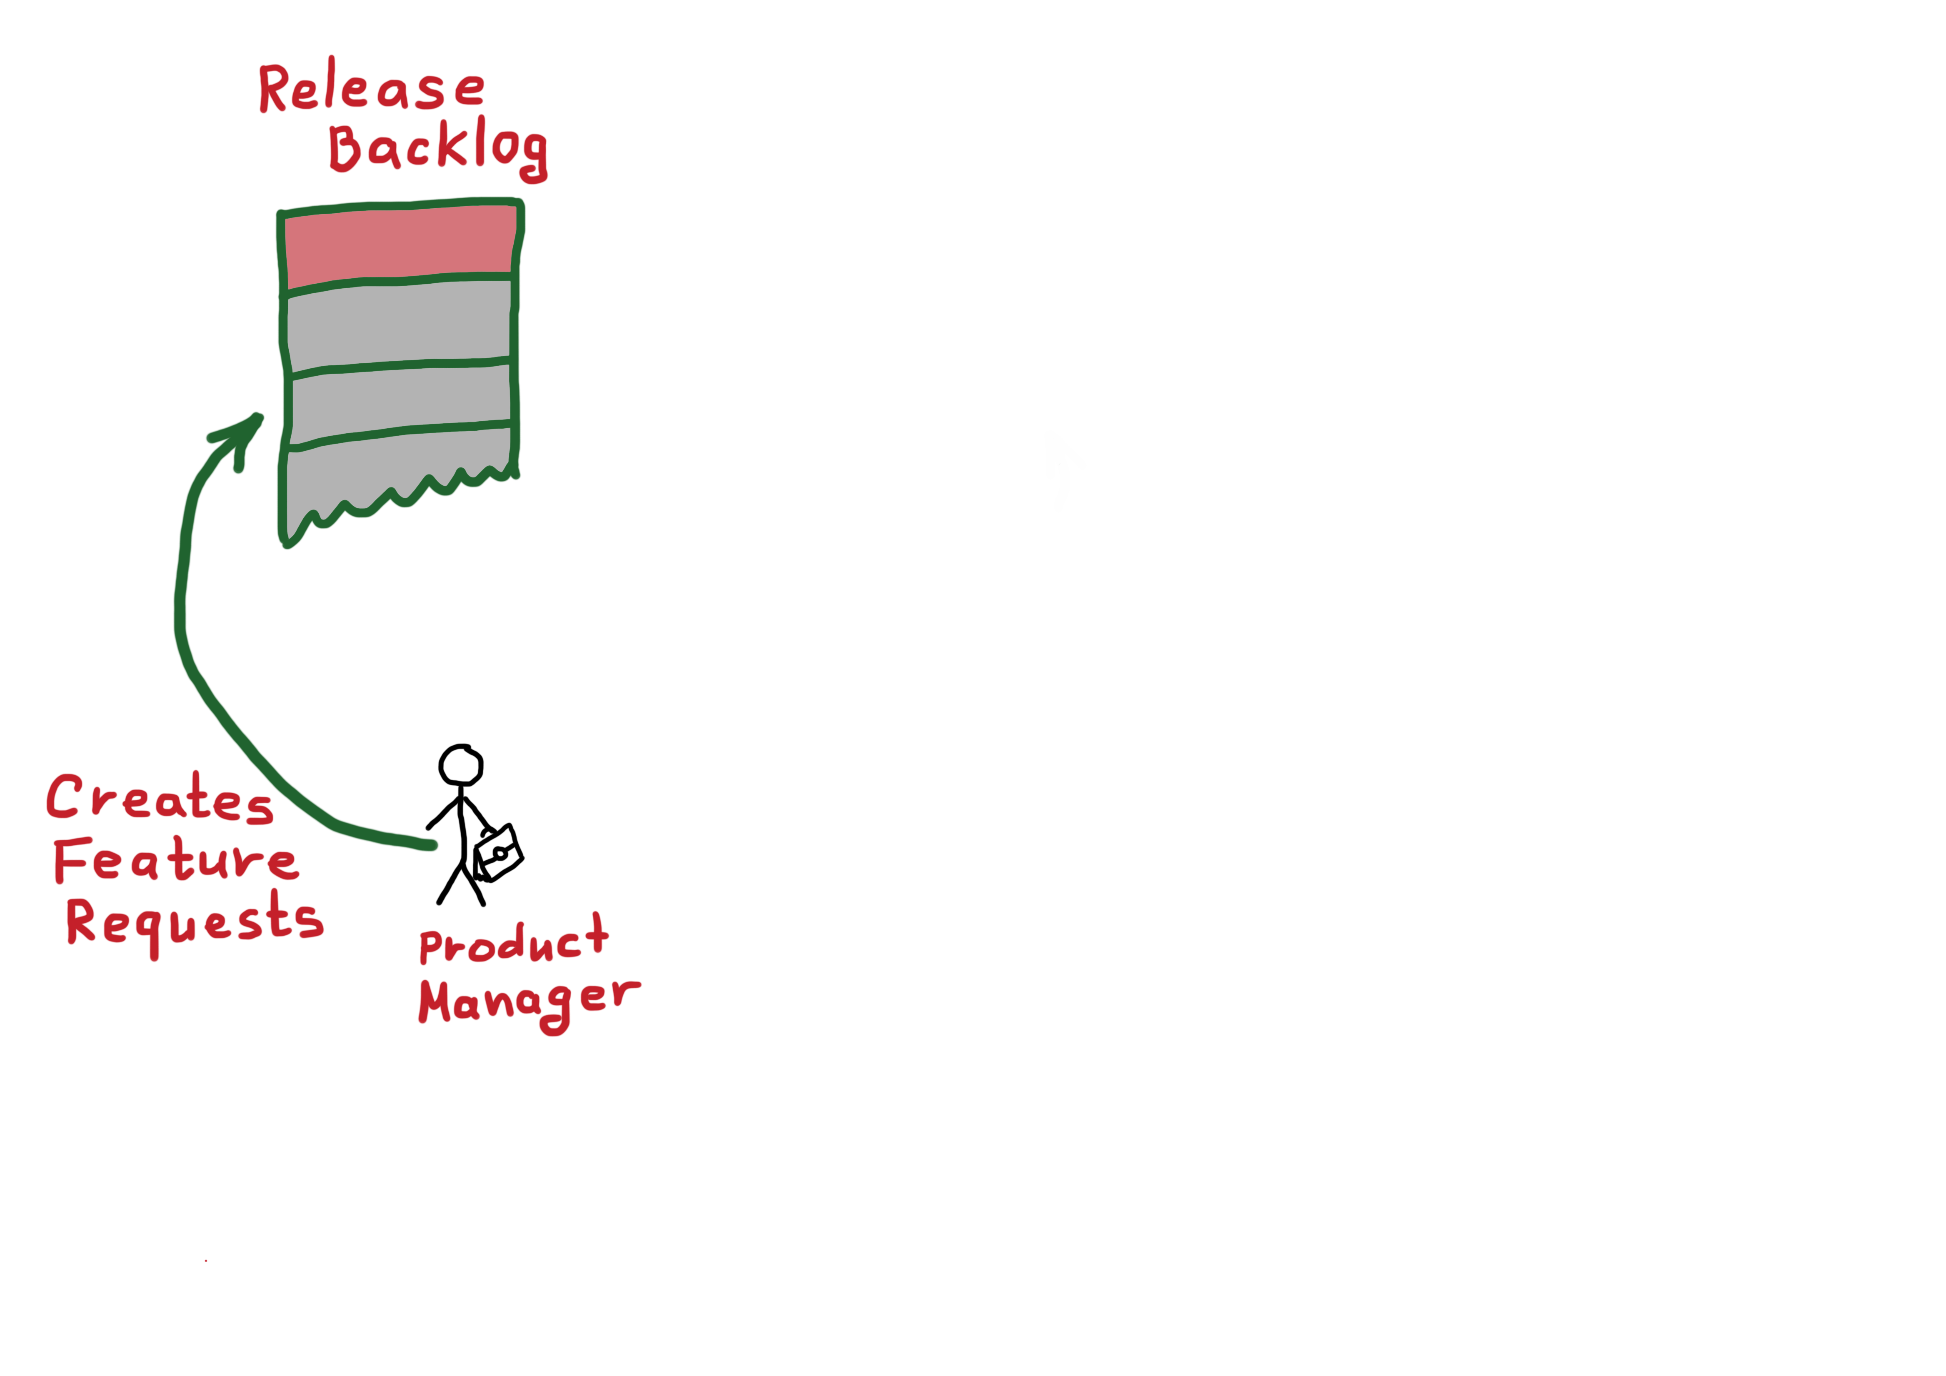 Release
Backlog
Creates
Feature
Requests
Product
Manager